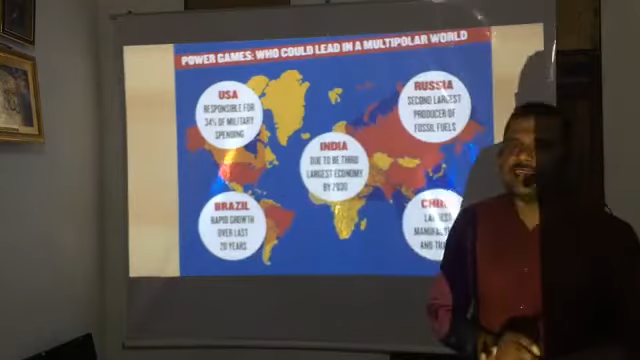 POWER GAMES: WHO COULD LEAD IN A MULTIPOLAR WORLD
USA
RESPONSIBLE FOR
34% OF MILITARY
SPENDING
RUSSIA
SECOND LARGEST
PRODUCER OF
FOSSIL FUELS
INDIA
DUE TO BE THIRD
LARGEST ECONOMY
BY 2030
BRAZIL
RAPID GROWTH
OVER LAST
20 YEARS
AND